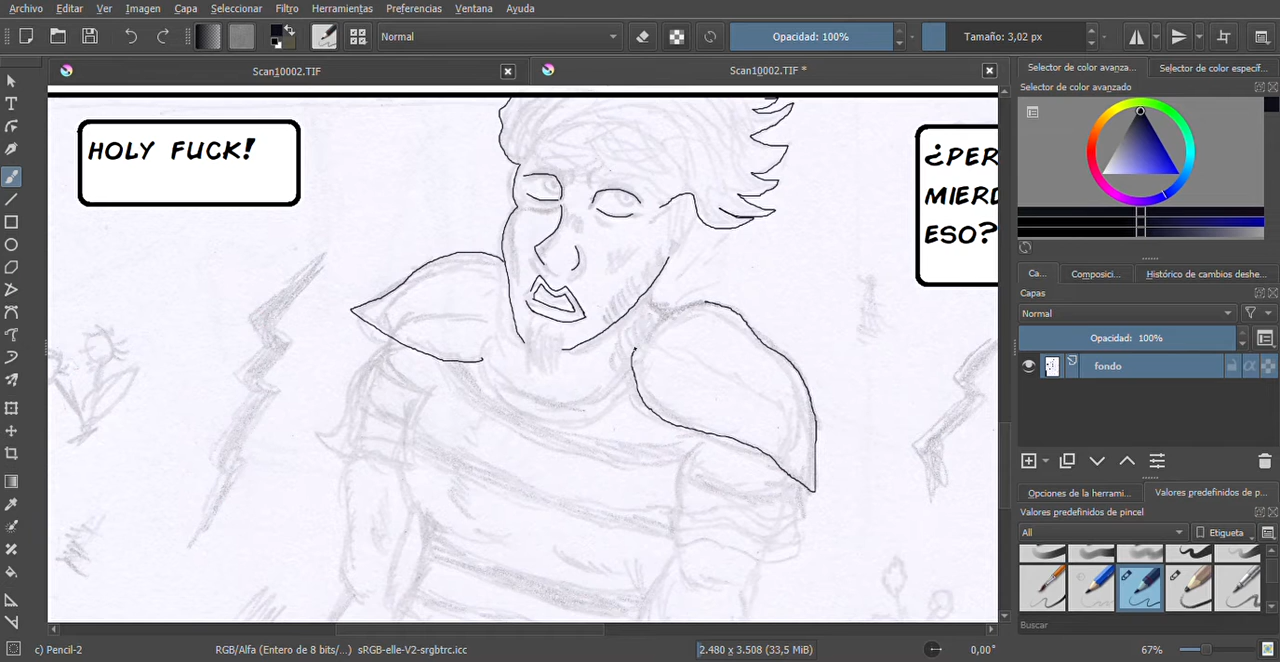 Archivo Editar Ver Imagen Capa Seleccionar Filtro Herramientas Preferencias Ventana Ayuda
Normal Opacidad: 100% Tamaño: 3,02 px
Scan10002.TIF Scan10002.TIF *
Selector de color avanza... Selector de color específ...
Selector de color avanzado
HOLY FUCK!
¿PER
MIERD
ESO?
Ca... Composici... Histórico de cambios deshe...
Capas
Normal
Opacidad: 100%
fondo
Opciones de la herrami... Valores predefinidos de p...
Valores predefinidos de pincel
All Etiqueta
Buscar
c) Pencil-2 RGB/Alfa (Entero de 8 bits/...) sRGB-elle-V2-srgbtrc.icc 2.480 x 3.508 (33,5 MiB) 0,00° 67%